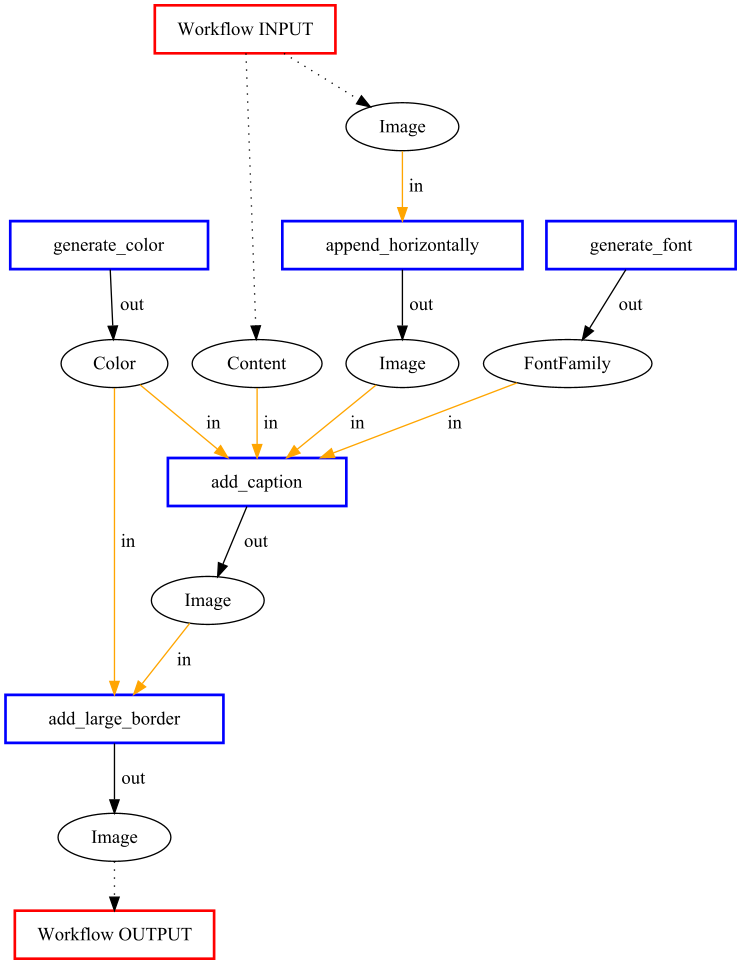 Workflow INPUT
Image
in
generate_color
append_horizontally
generate_font
out
out
out
Color
Content
Image
FontFamily
in
in
in
in
add_caption
in
out
Image
in
add_large_border
out
Image
Workflow OUTPUT